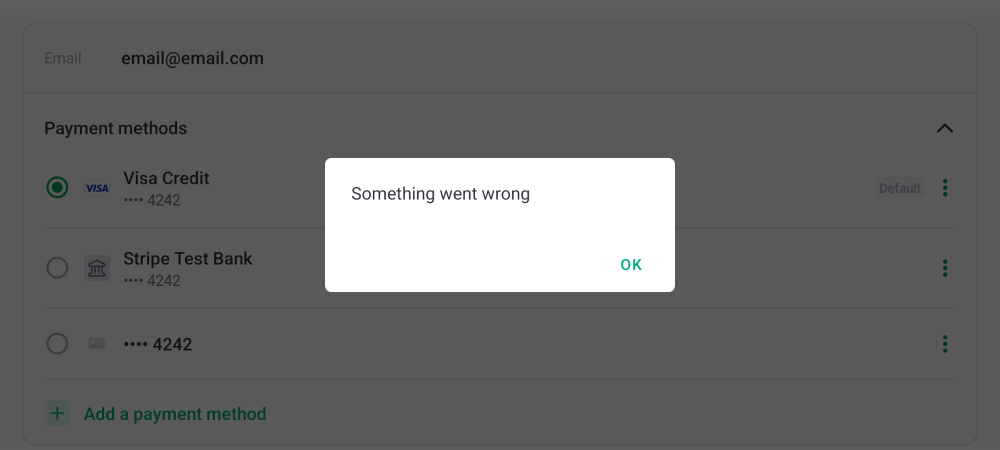 Email email@email.com
Payment methods
VISA Visa Credit
•••• 4242
Default
Something went wrong
Stripe Test Bank
•••• 4242
OK
•••• 4242
Add a payment method